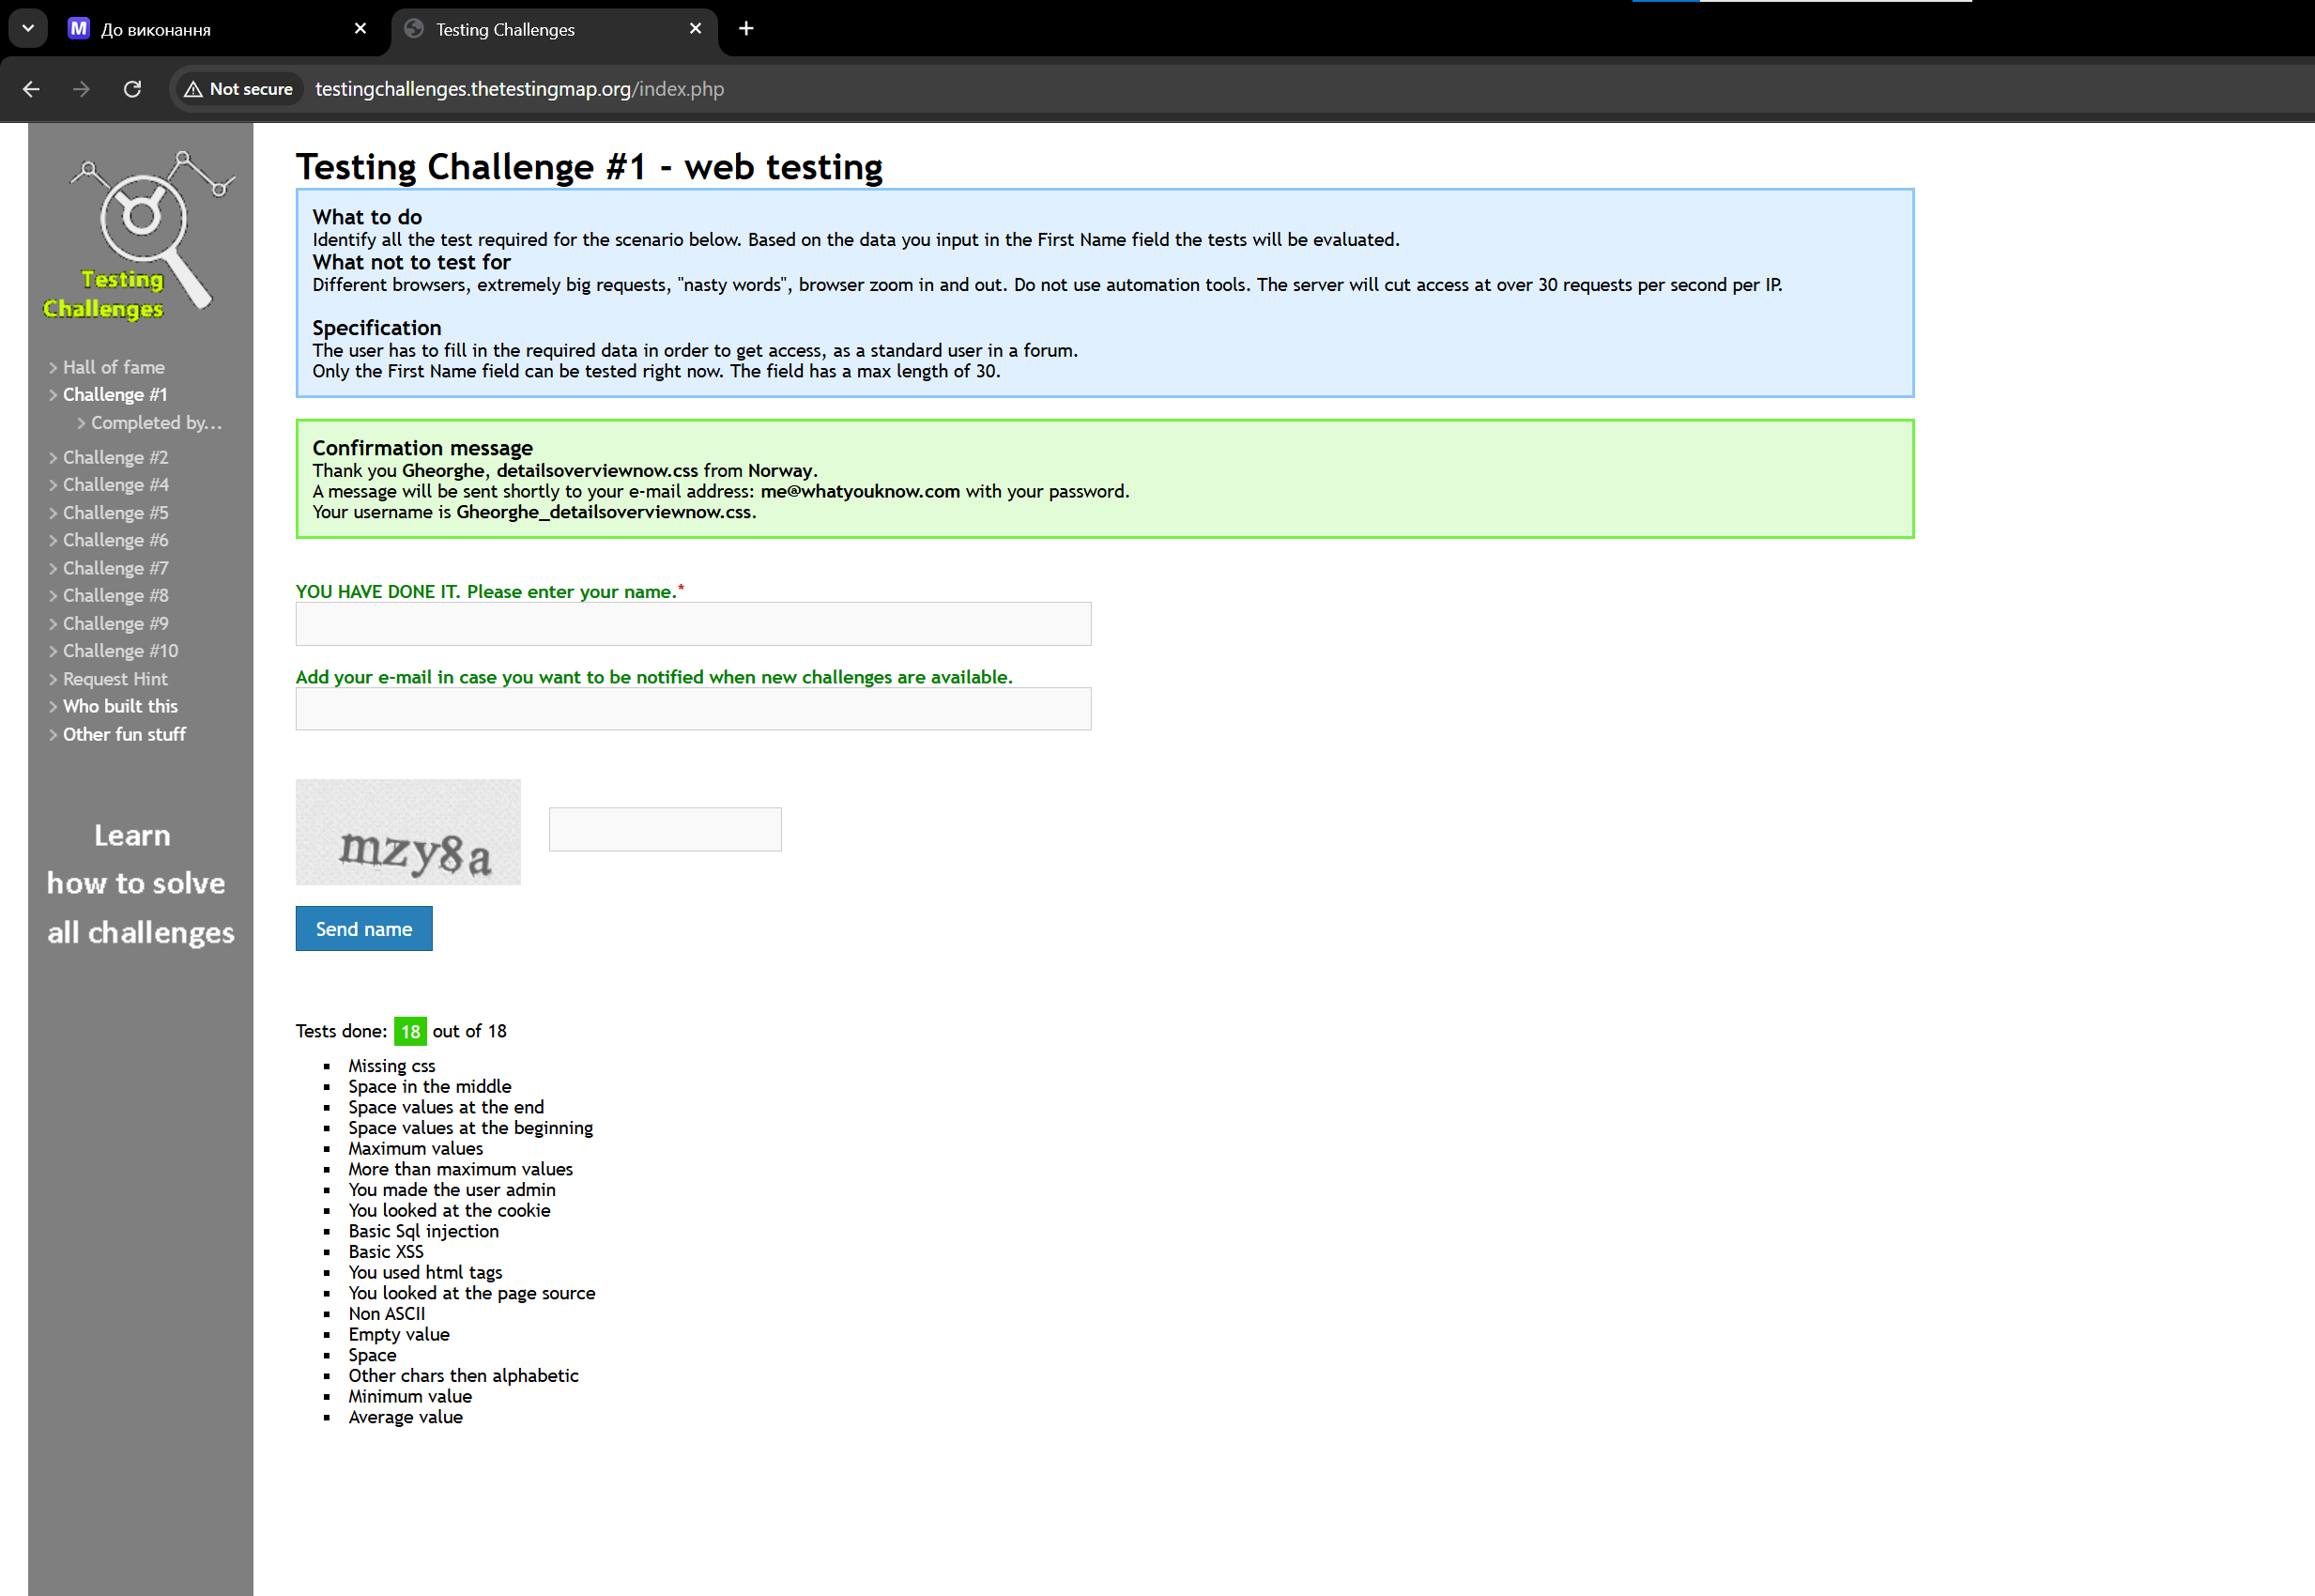 До виконання
Testing Challenges
Not secure
testingchallenges.thetestingmap.org/index.php
Testing
Challenges
Hall of fame
Challenge #1
Completed by...
Challenge #2
Challenge #4
Challenge #5
Challenge #6
Challenge #7
Challenge #8
Challenge #9
Challenge #10
Request Hint
Who built this
Other fun stuff
Learn
how to solve
all challenges
Testing Challenge #1 - web testing
What to do
Identify all the test required for the scenario below. Based on the data you input in the First Name field the tests will be evaluated.
What not to test for
Different browsers, extremely big requests, "nasty words", browser zoom in and out. Do not use automation tools. The server will cut access at over 30 requests per second per IP.
Specification
The user has to fill in the required data in order to get access, as a standard user in a forum.
Only the First Name field can be tested right now. The field has a max length of 30.
Confirmation message
Thank you Gheorghe, detailsoverviewnow.css from Norway.
A message will be sent shortly to your e-mail address: me@whatyouknow.com with your password.
Your username is Gheorghe_detailsoverviewnow.css.
YOU HAVE DONE IT. Please enter your name.*
Add your e-mail in case you want to be notified when new challenges are available.
mzy8a
Send name
Tests done: 18 out of 18
Missing css
Space in the middle
Space values at the end
Space values at the beginning
Maximum values
More than maximum values
You made the user admin
You looked at the cookie
Basic Sql injection
Basic XSS
You used html tags
You looked at the page source
Non ASCII
Empty value
Space
Other chars then alphabetic
Minimum value
Average value